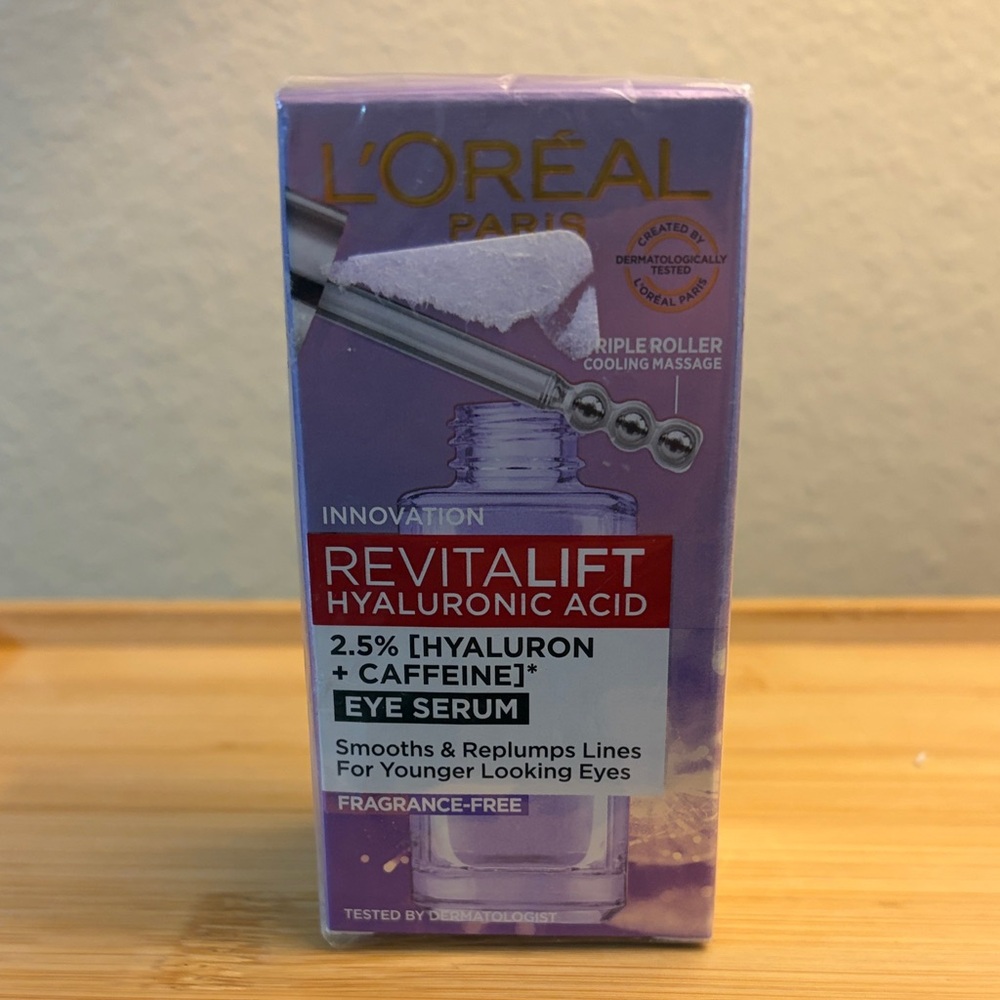 L'ORÉAL
PARIS
CREATED BY
DERMATOLOGICALLY
TESTED
L'ORÉAL PARIS
TRIPLE ROLLER
COOLING MASSAGE
INNOVATION
REVITALIFT
HYALURONIC ACID
2.5% [HYALURON
+ CAFFEINE]*
EYE SERUM
Smooths & Replumps Lines
For Younger Looking Eyes
FRAGRANCE-FREE
TESTED BY DERMATOLOGIST